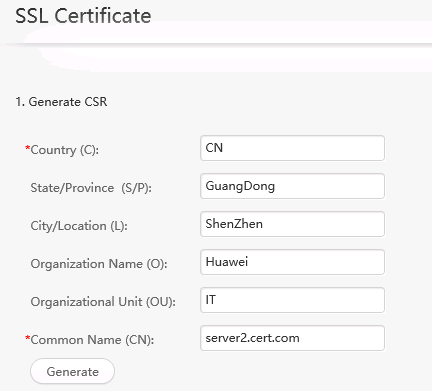 SSL Certificate
1. Generate CSR
*Country (C): CN
State/Province (S/P): GuangDong
City/Location (L): ShenZhen
Organization Name (O): Huawei
Organizational Unit (OU): IT
*Common Name (CN): server2.cert.com
Generate